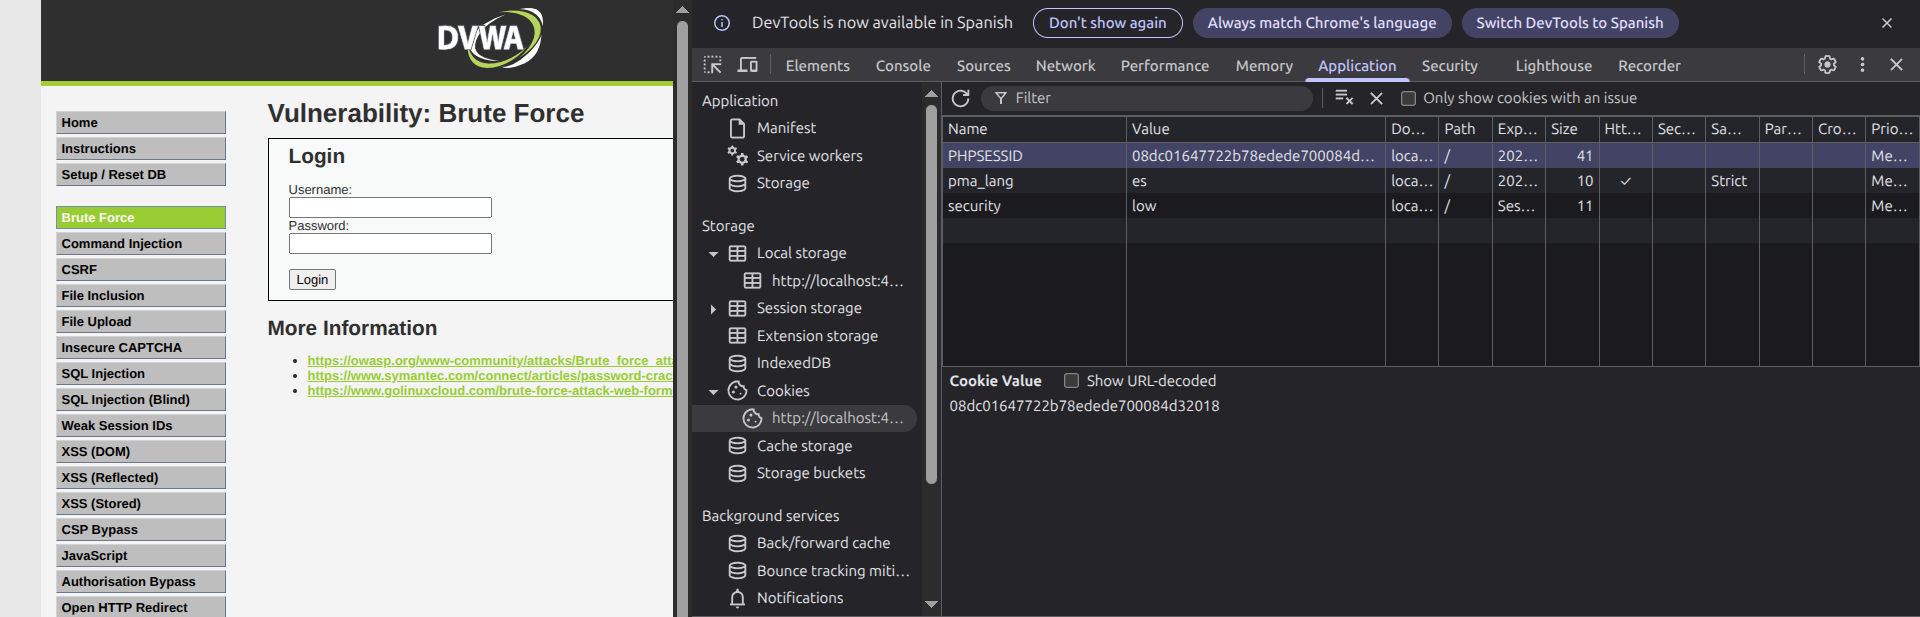 DVWA
Home
Instructions
Setup / Reset DB
Brute Force
Command Injection
CSRF
File Inclusion
File Upload
Insecure CAPTCHA
SQL Injection
SQL Injection (Blind)
Weak Session IDs
XSS (DOM)
XSS (Reflected)
XSS (Stored)
CSP Bypass
JavaScript
Authorisation Bypass
Open HTTP Redirect
Vulnerability: Brute Force
Login
Username:
Password:
Login
More Information
https://owasp.org/www-community/attacks/Brute_force_atta
https://www.symantec.com/connect/articles/password-crac
https://www.golinuxcloud.com/brute-force-attack-web-form
DevTools is now available in Spanish Don't show again Always match Chrome's language Switch DevTools to Spanish
Elements Console Sources Network Performance Memory Application Security Lighthouse Recorder
Application
Manifest
Service workers
Storage
Storage
Local storage
http://localhost:4…
Session storage
Extension storage
IndexedDB
Cookies
http://localhost:4…
Cache storage
Storage buckets
Background services
Back/forward cache
Bounce tracking miti…
Notifications
Filter Only show cookies with an issue
Name Value Do… Path Exp… Size Htt… Sec… Sa… Par… Cro… Prio…
PHPSESSID 08dc01647722b78edede700084d… loca… / 202… 41 Me…
pma_lang es loca… / 202… 10 ✓ Strict Me…
security low loca… / Ses… 11 Me…
Cookie Value Show URL-decoded
08dc01647722b78edede700084d32018